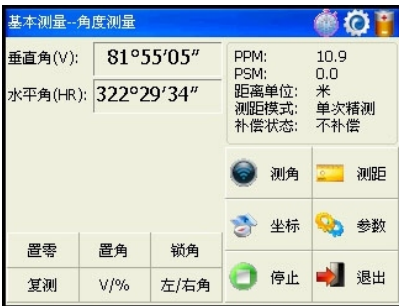 基本测量--角度测量
垂直角(V): 81°55′05″
水平角(HR): 322°29′34″
PPM: 10.9
PSM: 0.0
距离单位: 米
测距模式: 单次精测
补偿状态: 不补偿
测角 测距
坐标 参数
置零 置角 锁角
复测 V/% 左/右角 停止 退出